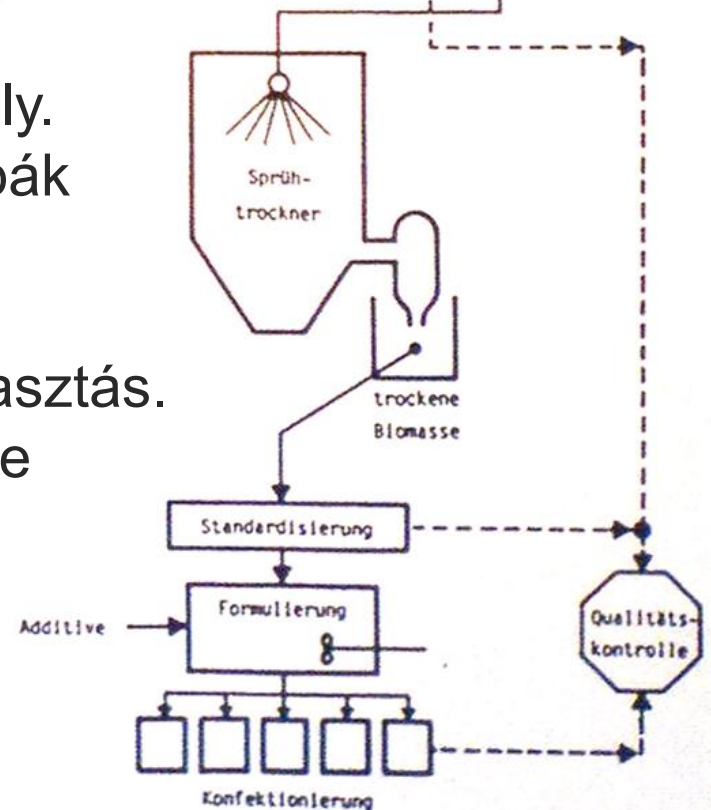 ly.
pák
asztás.
e
Sprüh-
trockner
trockene
Biomasse
Standardisierung
Formulierung
Additive
Qualitäts-
kontrolle
Konfektionierung